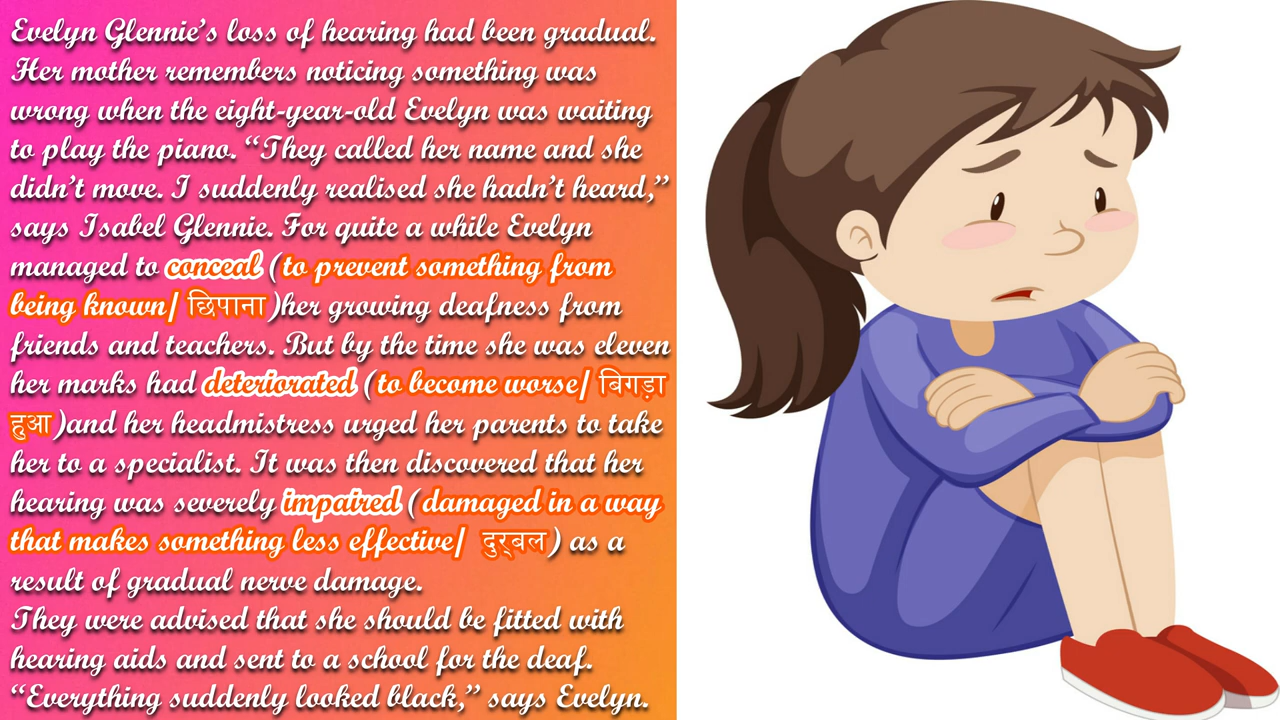 Evelyn Glennie’s loss of hearing had been gradual.
Her mother remembers noticing something was
wrong when the eight-year-old Evelyn was waiting
to play the piano. “They called her name and she
didn’t move. I suddenly realised she hadn’t heard,”
says Isabel Glennie. For quite a while Evelyn
managed to conceal (to prevent something from
being known/ छिपाना )her growing deafness from
friends and teachers. But by the time she was eleven
her marks had deteriorated (to become worse/ बिगड़ा
हुआ )and her headmistress urged her parents to take
her to a specialist. It was then discovered that her
hearing was severely impaired ( damaged in a way
that makes something less effective/ दुर्बल ) as a
result of gradual nerve damage.
They were advised that she should be fitted with
hearing aids and sent to a school for the deaf.
“Everything suddenly looked black,” says Evelyn.